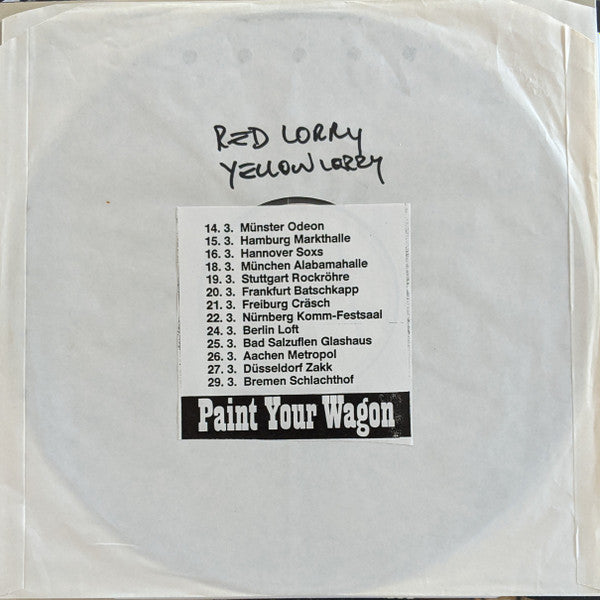 RED LORRY
YELLOW LORRY
14. 3. Münster Odeon
15. 3. Hamburg Markthalle
16. 3. Hannover Soxs
18. 3. München Alabamahalle
19. 3. Stuttgart Rockröhre
20. 3. Frankfurt Batschkapp
21. 3. Freiburg Cräsch
22. 3. Nürnberg Komm-Festsaal
24. 3. Berlin Loft
25. 3. Bad Salzuflen Glashaus
26. 3. Aachen Metropol
27. 3. Düsseldorf Zakk
29. 3. Bremen Schlachthof
Paint Your Wagon